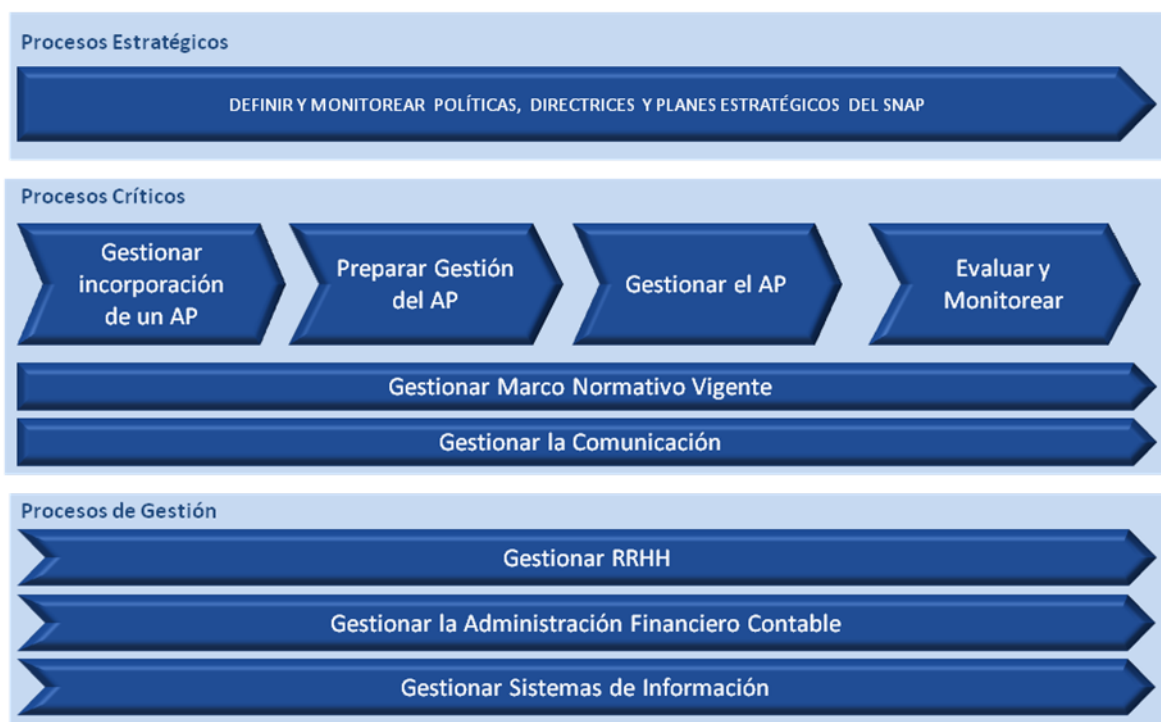 Procesos Estratégicos
DEFINIR Y MONITOREAR POLÍTICAS, DIRECTRICES Y PLANES ESTRATÉGICOS DEL SNAP
Procesos Críticos
Gestionar
incorporación
de un AP
Preparar Gestión
del AP
Gestionar el AP
Evaluar y
Monitorear
Gestionar Marco Normativo Vigente
Gestionar la Comunicación
Procesos de Gestión
Gestionar RRHH
Gestionar la Administración Financiero Contable
Gestionar Sistemas de Información